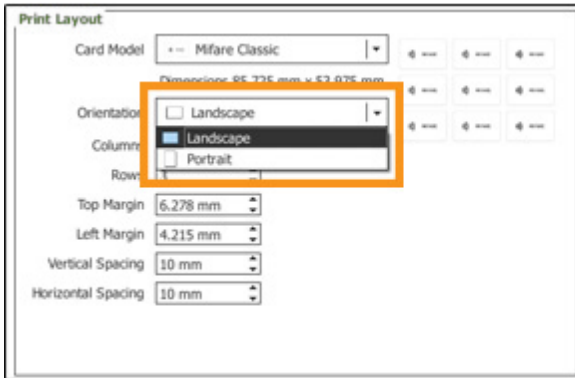 Print Layout
Card Model Mifare Classic
Dimensions 85.725 mm x 53.975 mm
Orientation Landscape
Landscape
Columns
Portrait
Rows
Top Margin 6.278 mm
Left Margin 4.215 mm
Vertical Spacing 10 mm
Horizontal Spacing 10 mm